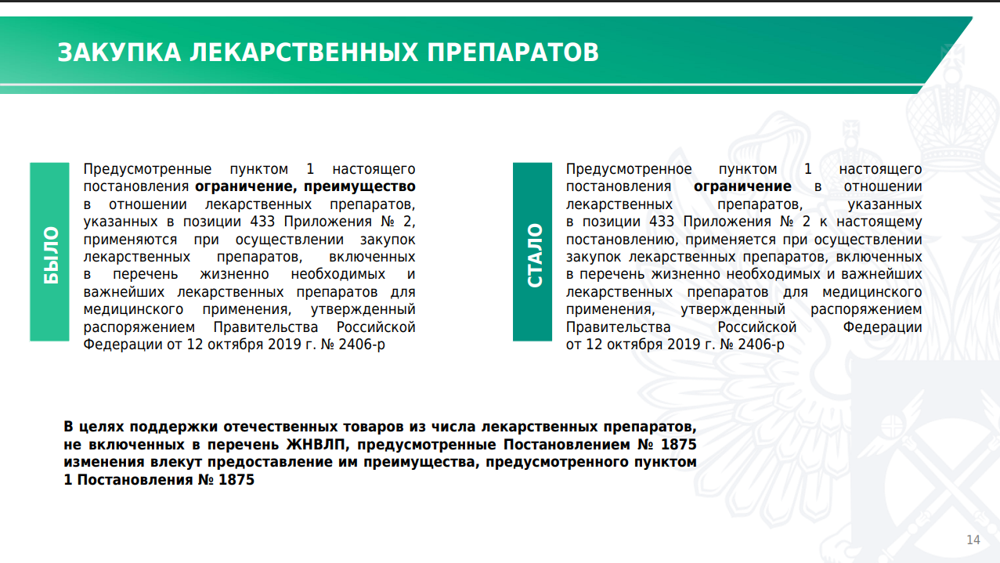 ЗАКУПКА ЛЕКАРСТВЕННЫХ ПРЕПАРАТОВ
БЫЛО
Предусмотренные пунктом 1 настоящего
постановления ограничение, преимущество
в отношении лекарственных препаратов,
указанных в позиции 433 Приложения № 2,
применяются при осуществлении закупок
лекарственных препаратов, включенных
в перечень жизненно необходимых и
важнейших лекарственных препаратов для
медицинского применения, утвержденный
распоряжением Правительства Российской
Федерации от 12 октября 2019 г. № 2406-р
СТАЛО
Предусмотренное пунктом 1 настоящего
постановления ограничение в отношении
лекарственных препаратов, указанных
в позиции 433 Приложения № 2 к настоящему
постановлению, применяется при осуществлении
закупок лекарственных препаратов, включенных
в перечень жизненно необходимых и важнейших
лекарственных препаратов для медицинского
применения, утвержденный распоряжением
Правительства Российской Федерации
от 12 октября 2019 г. № 2406-р
В целях поддержки отечественных товаров из числа лекарственных препаратов,
не включенных в перечень ЖНВЛП, предусмотренные Постановлением № 1875
изменения влекут предоставление им преимущества, предусмотренного пунктом
1 Постановления № 1875
14